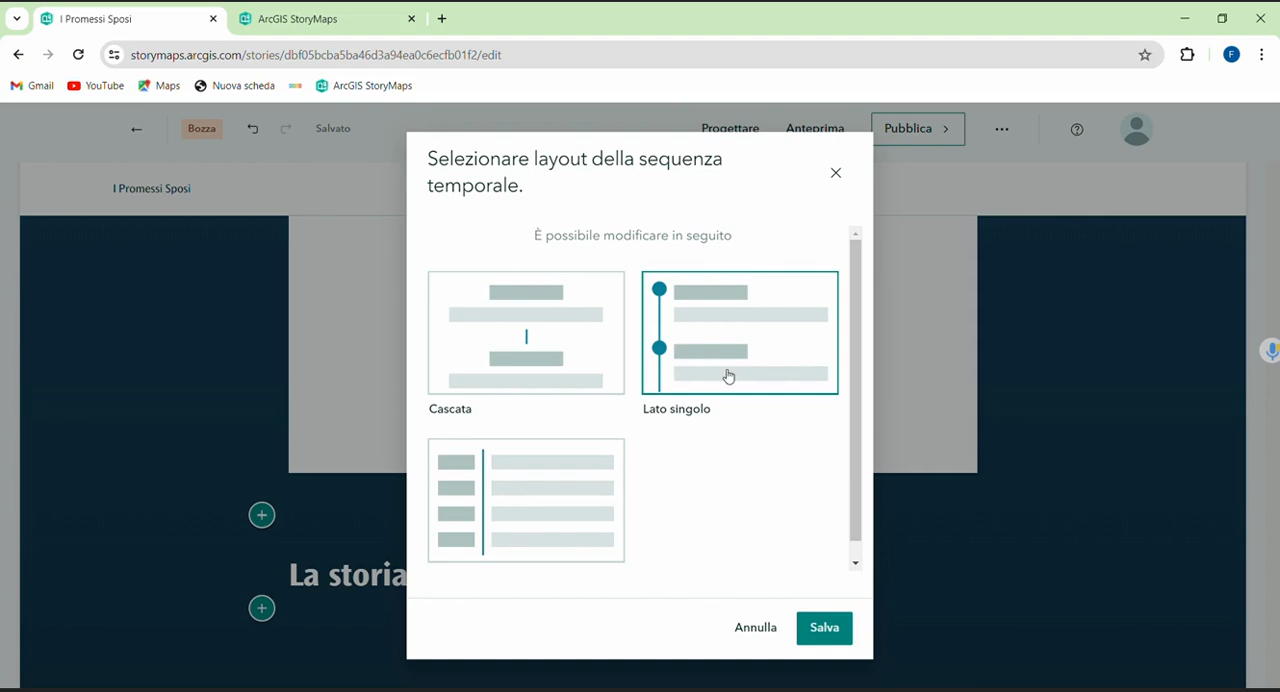 I Promessi Sposi
ArcGIS StoryMaps
storymaps.arcgis.com/stories/dbf05bcba5ba46d3a94ea0c6ecfb01f2/edit
F
Gmail
YouTube
Maps
Nuova scheda
ArcGIS StoryMaps
Bozza
Salvato
Progettare
Anteprima
Pubblica
I Promessi Sposi
Selezionare layout della sequenza
temporale.
È possibile modificare in seguito
Cascata
Lato singolo
La storia
Annulla
Salva